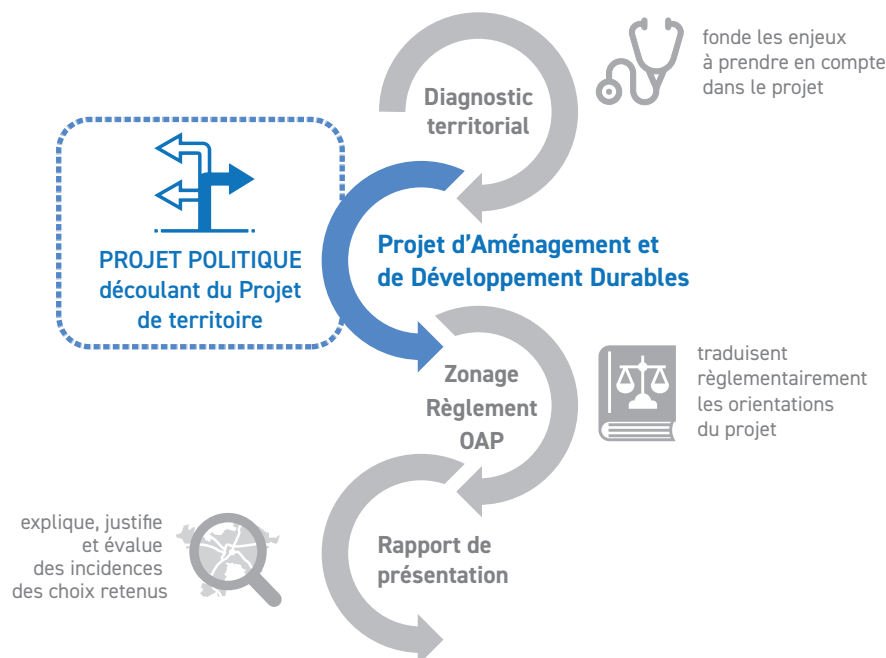 Diagnostic
territorial
fonde les enjeux
à prendre en compte
dans le projet
PROJET POLITIQUE
découlant du Projet
de territoire
Projet d’Aménagement et
de Développement Durables
Zonage
Règlement
OAP
traduisent
règlementairement
les orientations
du projet
explique, justifie
et évalue
des incidences
des choix retenus
Rapport de
présentation